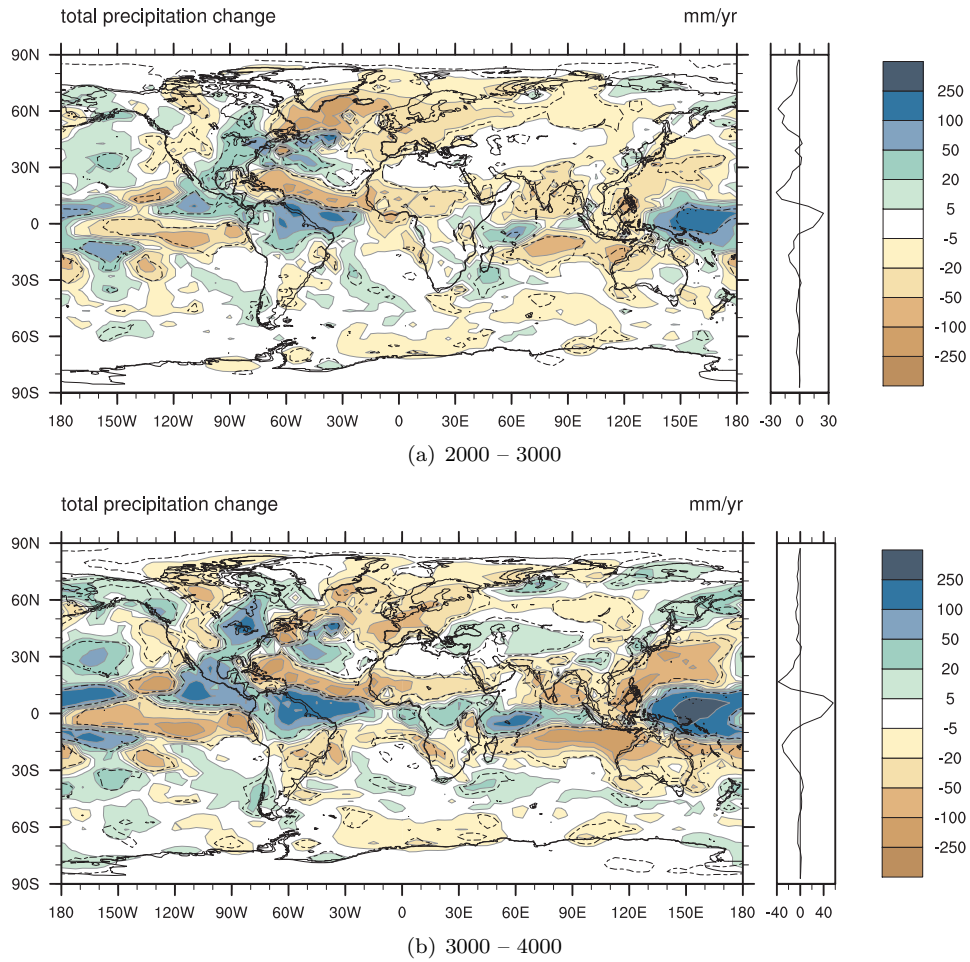 total precipitation change mm/yr
90N
60N
30N
0
30S
60S
90S
180 150W 120W 90W 60W 30W 0 30E 60E 90E 120E 150E 180
-30 0 30
250
100
50
20
5
-5
-20
-50
-100
-250
(a) 2000 – 3000
total precipitation change mm/yr
90N
60N
30N
0
30S
60S
90S
180 150W 120W 90W 60W 30W 0 30E 60E 90E 120E 150E 180
-40 0 40
250
100
50
20
5
-5
-20
-50
-100
-250
(b) 3000 – 4000